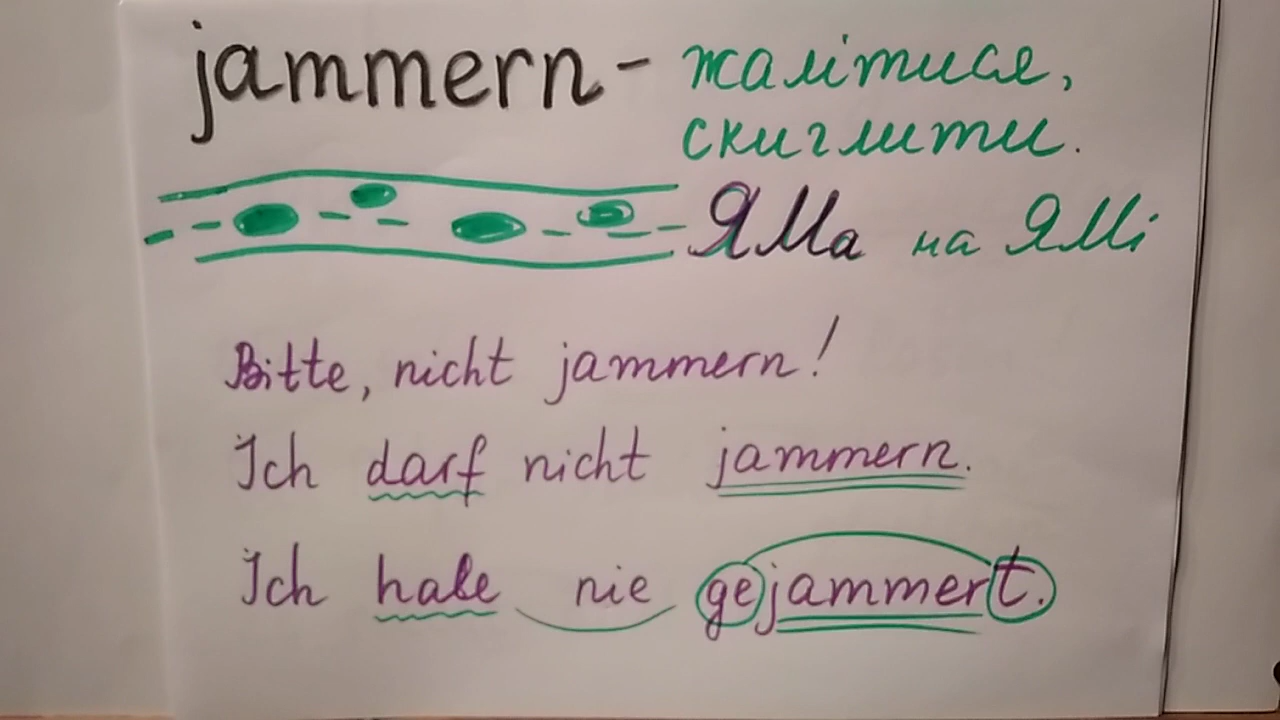 jammern - жалітися,
скиглити.
ЯМа на ЯМі
Bitte, nicht jammern!
Ich darf nicht jammern.
Ich habe nie gejammert.